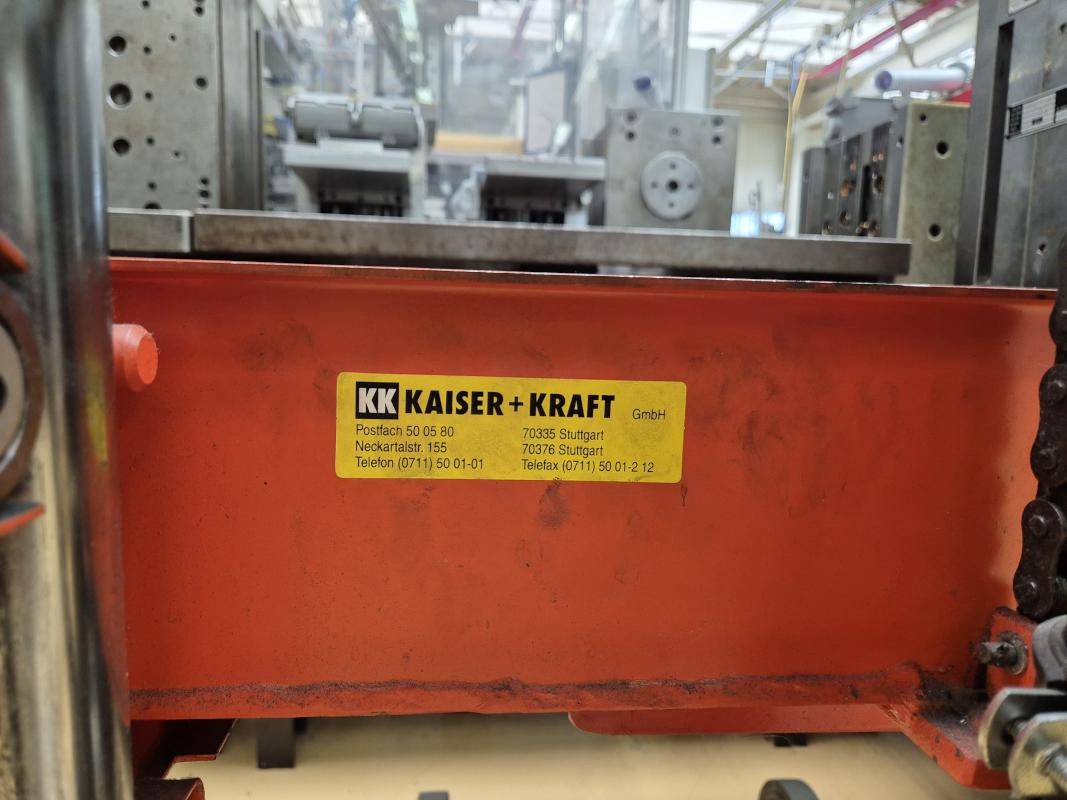 KK KAISER+KRAFT GmbH
Postfach 50 05 80 70335 Stuttgart
Neckartalstr. 155 70376 Stuttgart
Telefon (0711) 50 01-01 Telefax (0711) 50 01-2 12